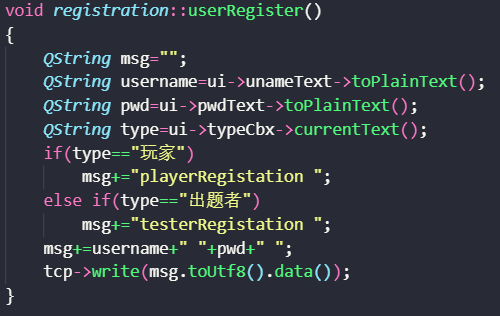 void registration::userRegister()
{
QString msg="";
QString username=ui->unameText->toPlainText();
QString pwd=ui->pwdText->toPlainText();
QString type=ui->typeCbx->currentText();
if(type=="玩家")
msg+="playerRegistation ";
else if(type=="出题者")
msg+="testerRegistation ";
msg+=username+" "+pwd+" ";
tcp->write(msg.toUtf8().data());
}